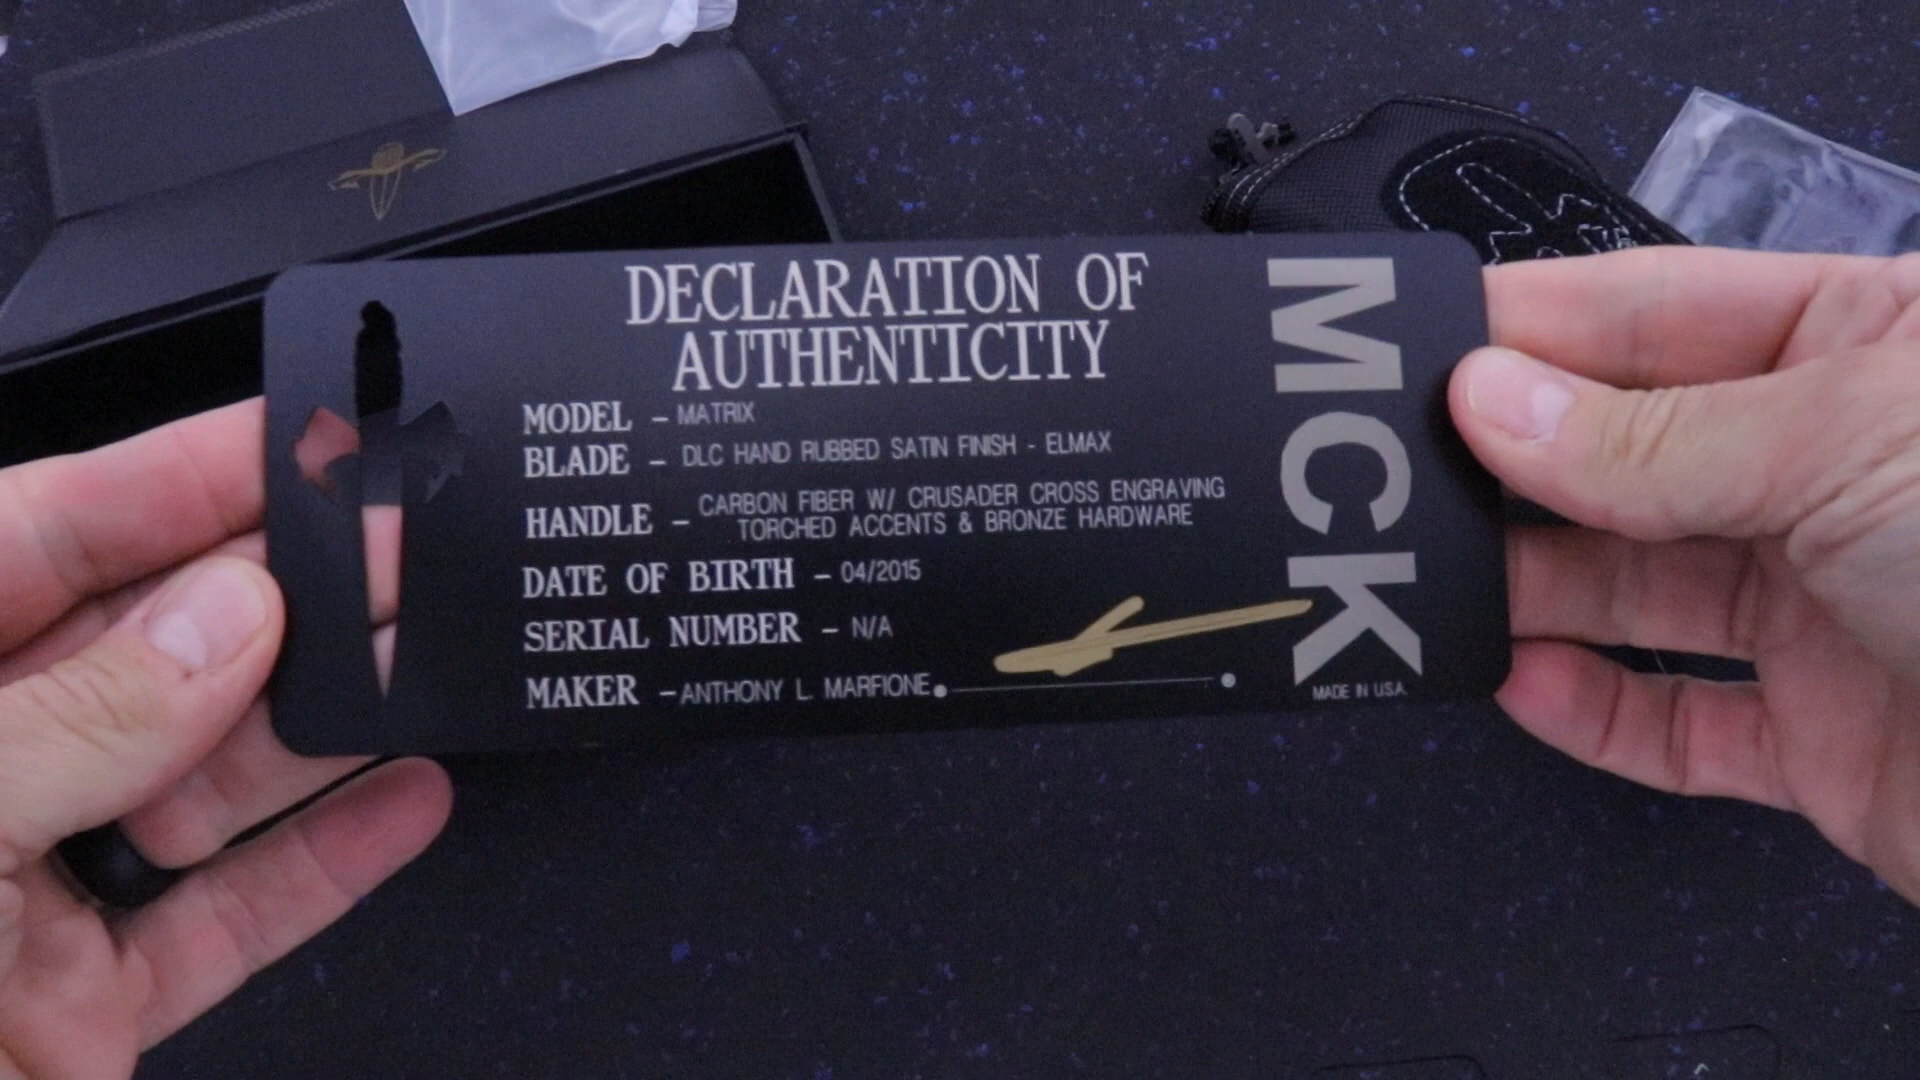 DECLARATION OF
AUTHENTICITY
MODEL - MATRIX
BLADE - DLC HAND RUBBED SATIN FINISH - ELMAX
HANDLE - CARBON FIBER W/ CRUSADER CROSS ENGRAVING
TORCHED ACCENTS & BRONZE HARDWARE
DATE OF BIRTH - 04/2015
SERIAL NUMBER - N/A
MAKER - ANTHONY L. MARFIONE
MCK
MADE IN U.S.A.